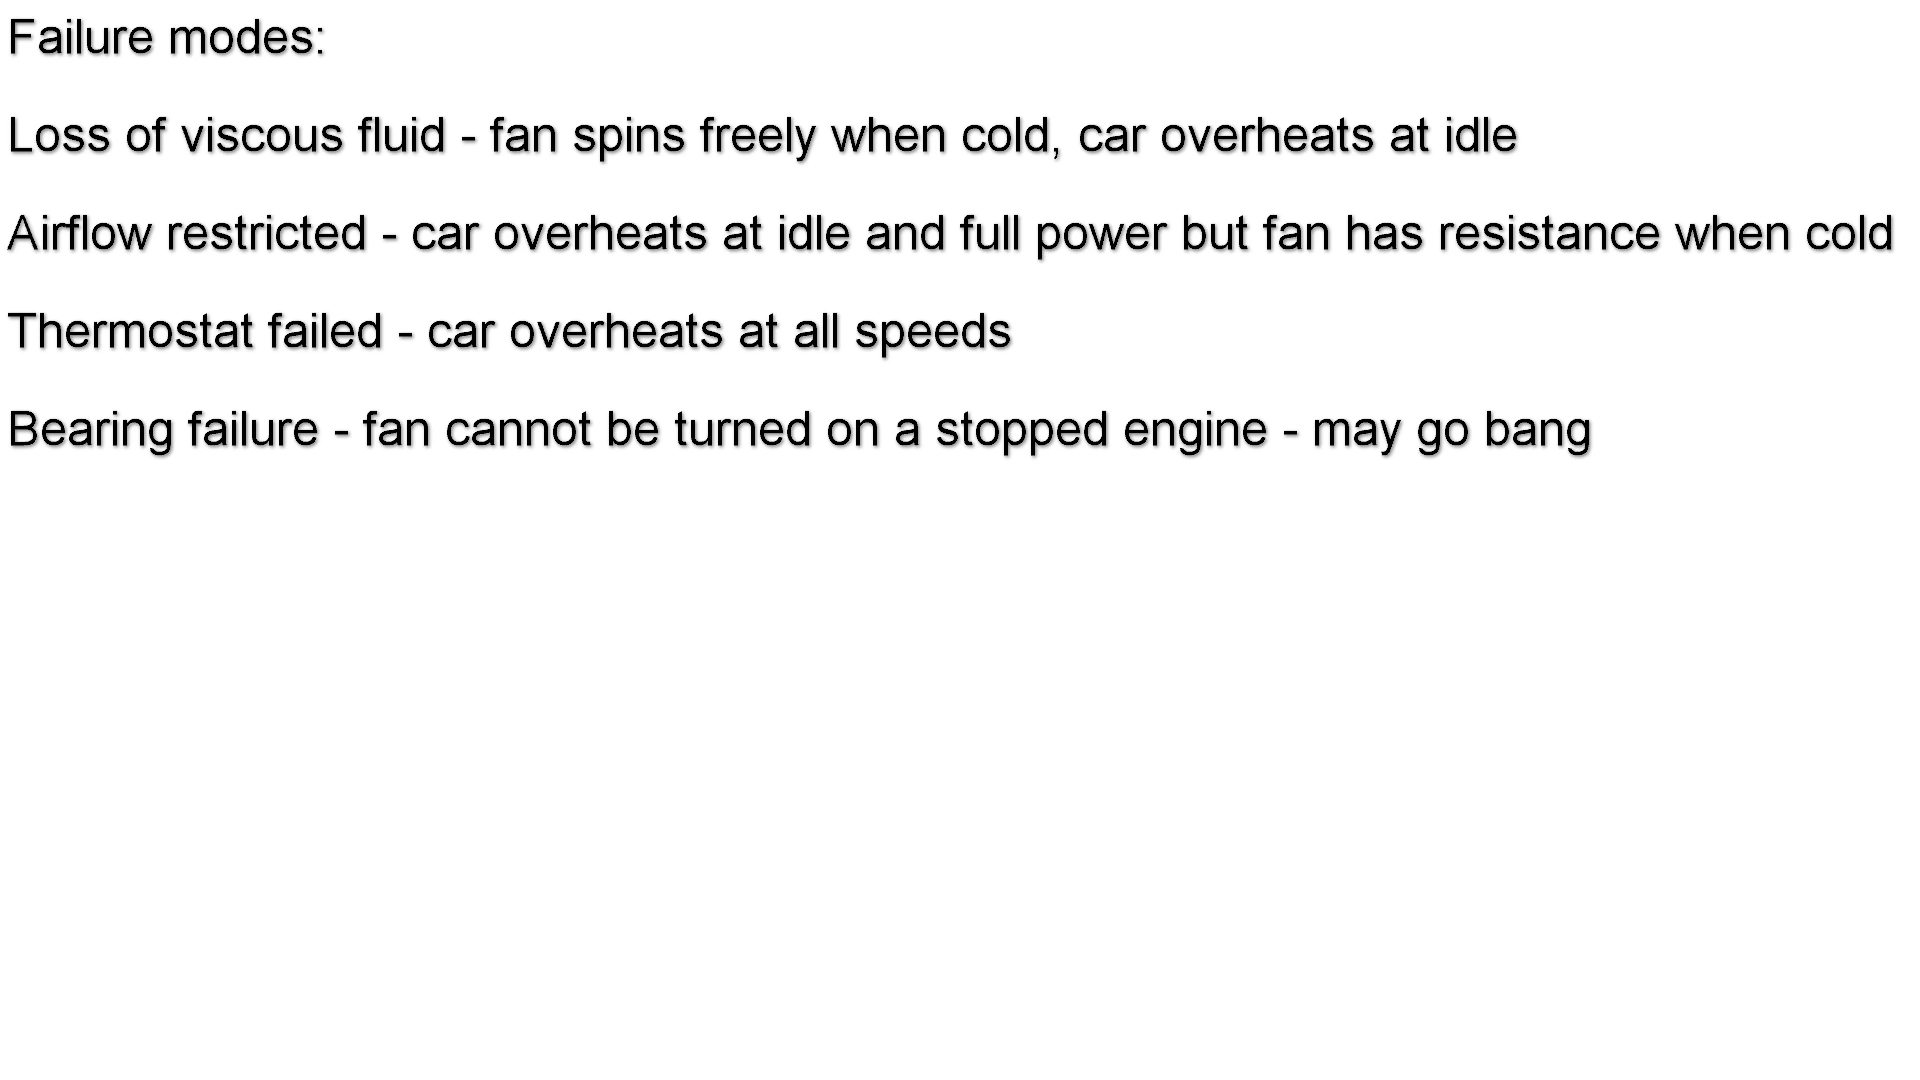 Failure modes:
Loss of viscous fluid - fan spins freely when cold, car overheats at idle
Airflow restricted - car overheats at idle and full power but fan has resistance when cold
Thermostat failed - car overheats at all speeds
Bearing failure - fan cannot be turned on a stopped engine - may go bang